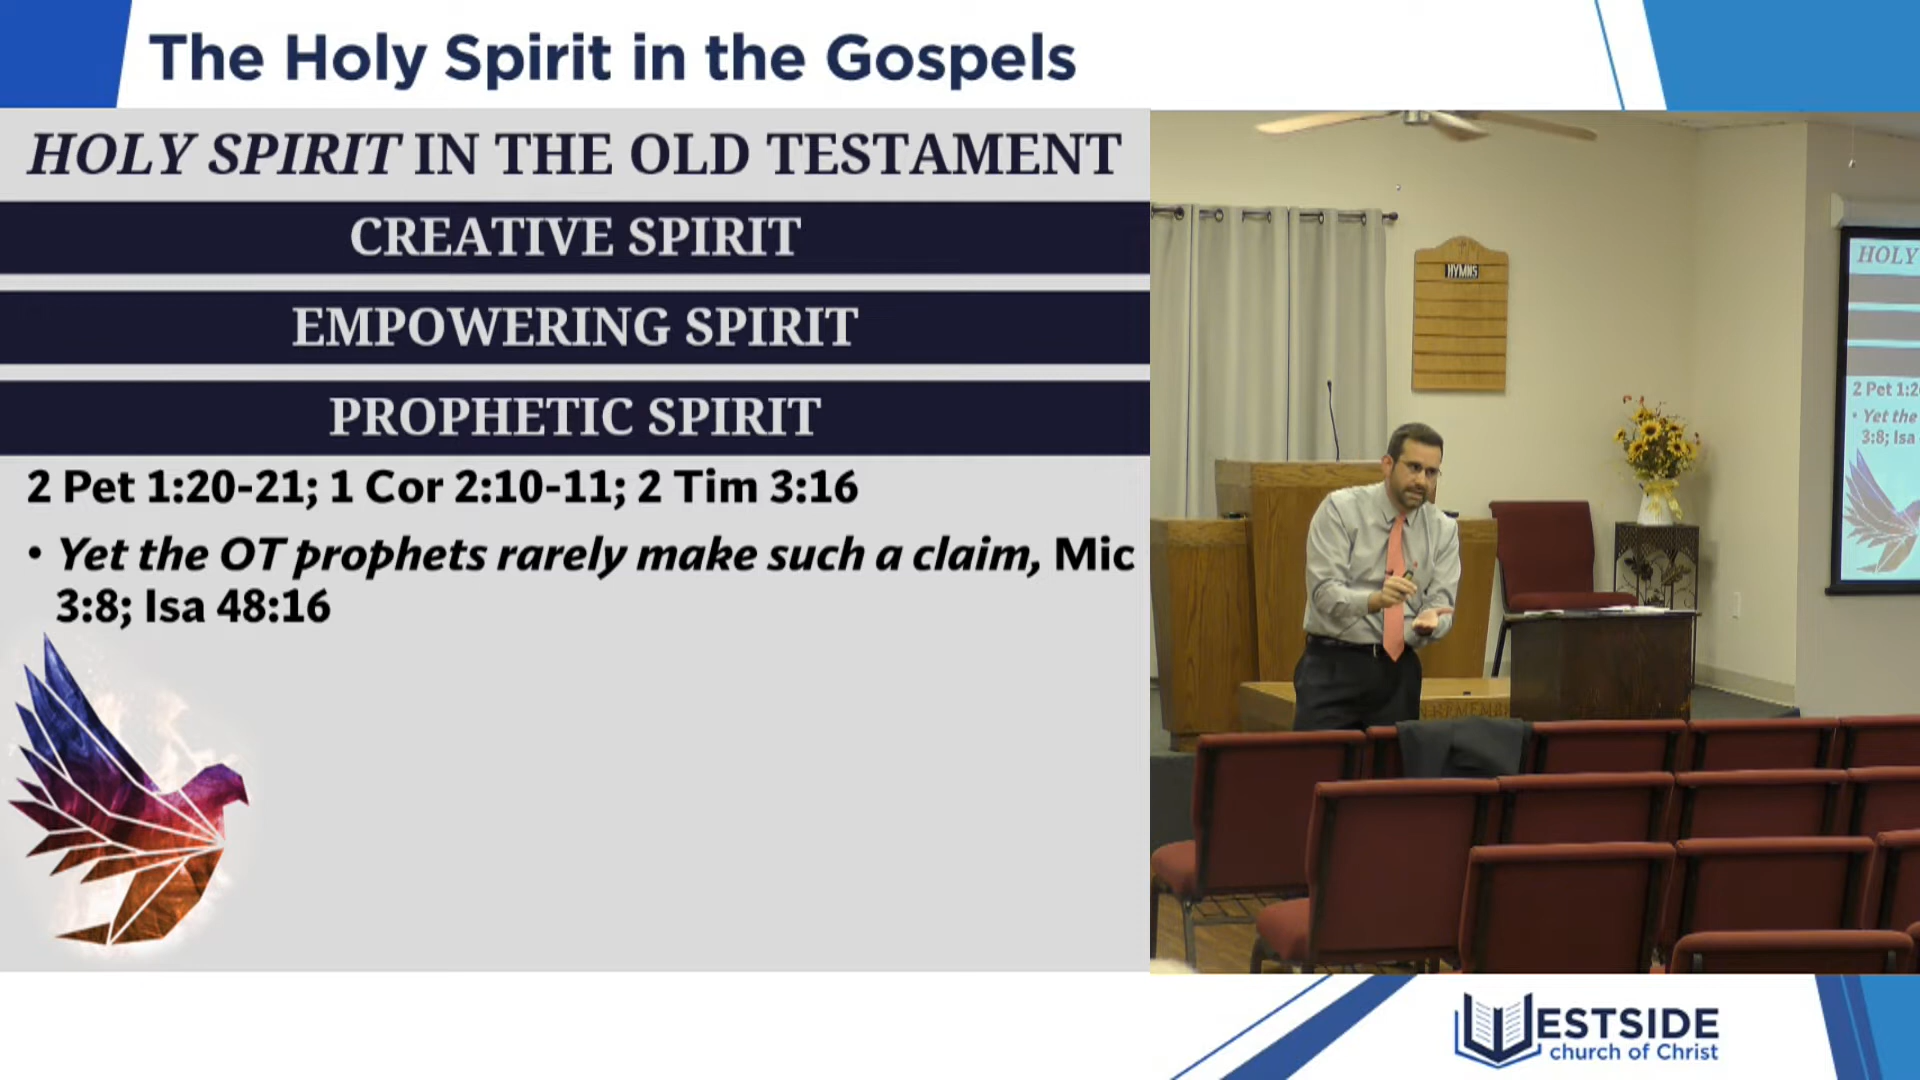 The Holy Spirit in the Gospels
HOLY SPIRIT IN THE OLD TESTAMENT
CREATIVE SPIRIT
EMPOWERING SPIRIT
PROPHETIC SPIRIT
2 Pet 1:20-21; 1 Cor 2:10-11; 2 Tim 3:16
• Yet the OT prophets rarely make such a claim, Mic
3:8; Isa 48:16
HYMNS
HOLY
2 Pet 1:2
• Yet the
3:8; Isa
WESTSIDE
church of Christ